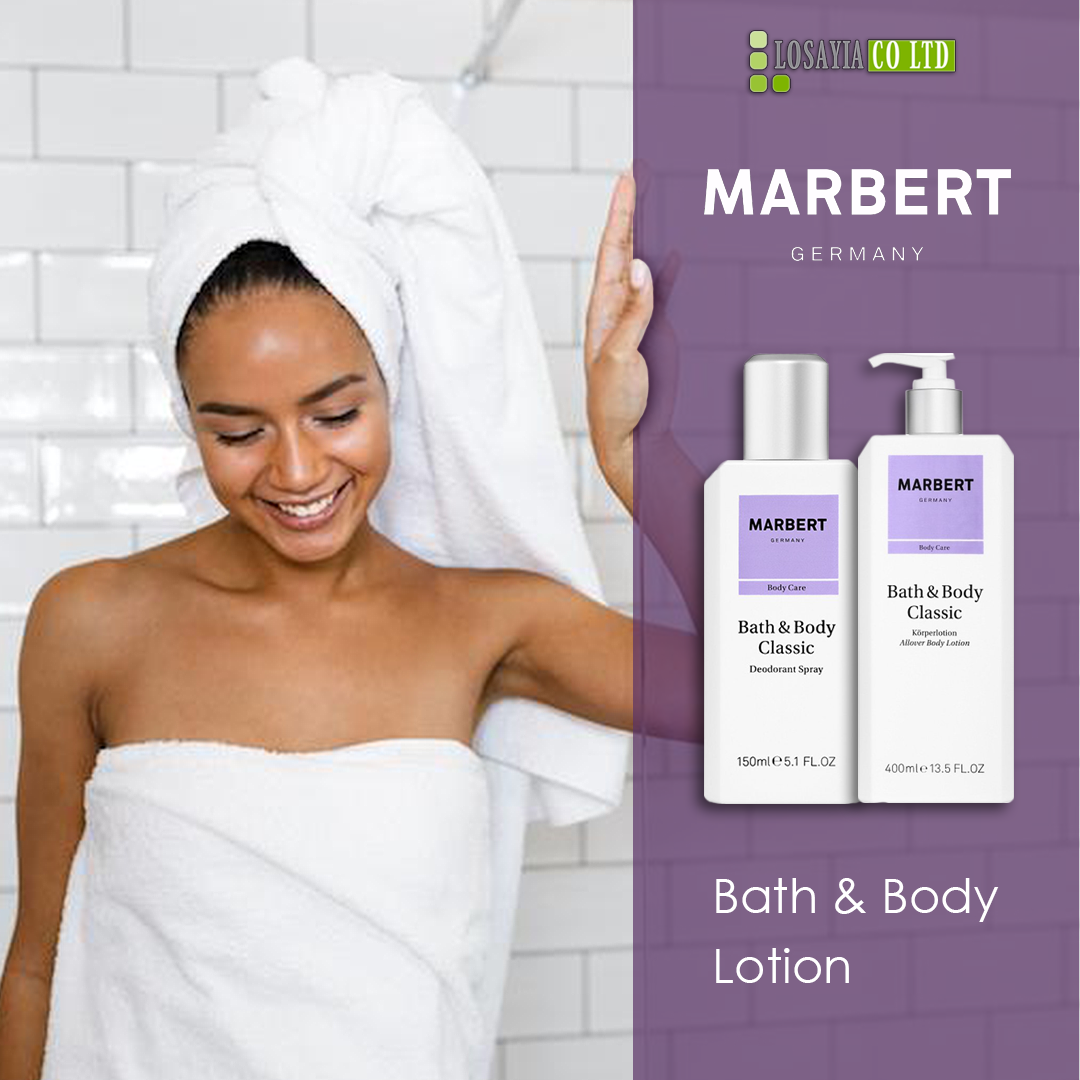 LOSAYIA CO LTD
MARBERT
GERMANY
MARBERT
GERMANY
Body Care
Bath & Body
Classic
Deodorant Spray
150ml℮5.1 FL.OZ
MARBERT
GERMANY
Body Care
Bath & Body
Classic
Körperlotion
Allover Body Lotion
400ml℮13.5 FL.OZ
Bath & Body
Lotion